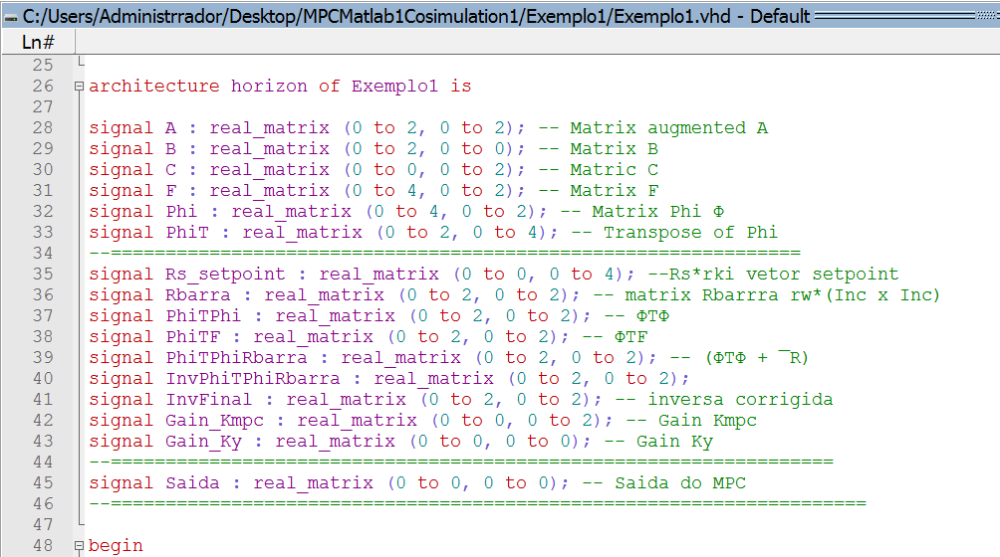 C:/Users/Administrrador/Desktop/MPCMatlab1Cosimulation1/Exemplo1/Exemplo1.vhd - Default
Ln#
25
26 architecture horizon of Exemplo1 is
27
28 signal A : real_matrix (0 to 2, 0 to 2); -- Matrix augmented A
29 signal B : real_matrix (0 to 2, 0 to 0); -- Matrix B
30 signal C : real_matrix (0 to 0, 0 to 2); -- Matric C
31 signal F : real_matrix (0 to 4, 0 to 2); -- Matrix F
32 signal Phi : real_matrix (0 to 4, 0 to 2); -- Matrix Phi Φ
33 signal PhiT : real_matrix (0 to 2, 0 to 4); -- Transpose of Phi
34 --===============================================================
35 signal Rs_setpoint : real_matrix (0 to 0, 0 to 4); --Rs*rki vetor setpoint
36 signal Rbarra : real_matrix (0 to 2, 0 to 2); -- matrix Rbarrra rw*(Inc x Inc)
37 signal PhiTPhi : real_matrix (0 to 2, 0 to 2); -- ΦTΦ
38 signal PhiTF : real_matrix (0 to 2, 0 to 2); -- ΦTF
39 signal PhiTPhiRbarra : real_matrix (0 to 2, 0 to 2); -- (ΦTΦ + ¯R)
40 signal InvPhiTPhiRbarra : real_matrix (0 to 2, 0 to 2);
41 signal InvFinal : real_matrix (0 to 2, 0 to 2); -- inversa corrigida
42 signal Gain_Kmpc : real_matrix (0 to 0, 0 to 2); -- Gain Kmpc
43 signal Gain_Ky : real_matrix (0 to 0, 0 to 0); -- Gain Ky
44 --==================================================================
45 signal Saida : real_matrix (0 to 0, 0 to 0); -- Saida do MPC
46 --=====================================================================
47
48 begin